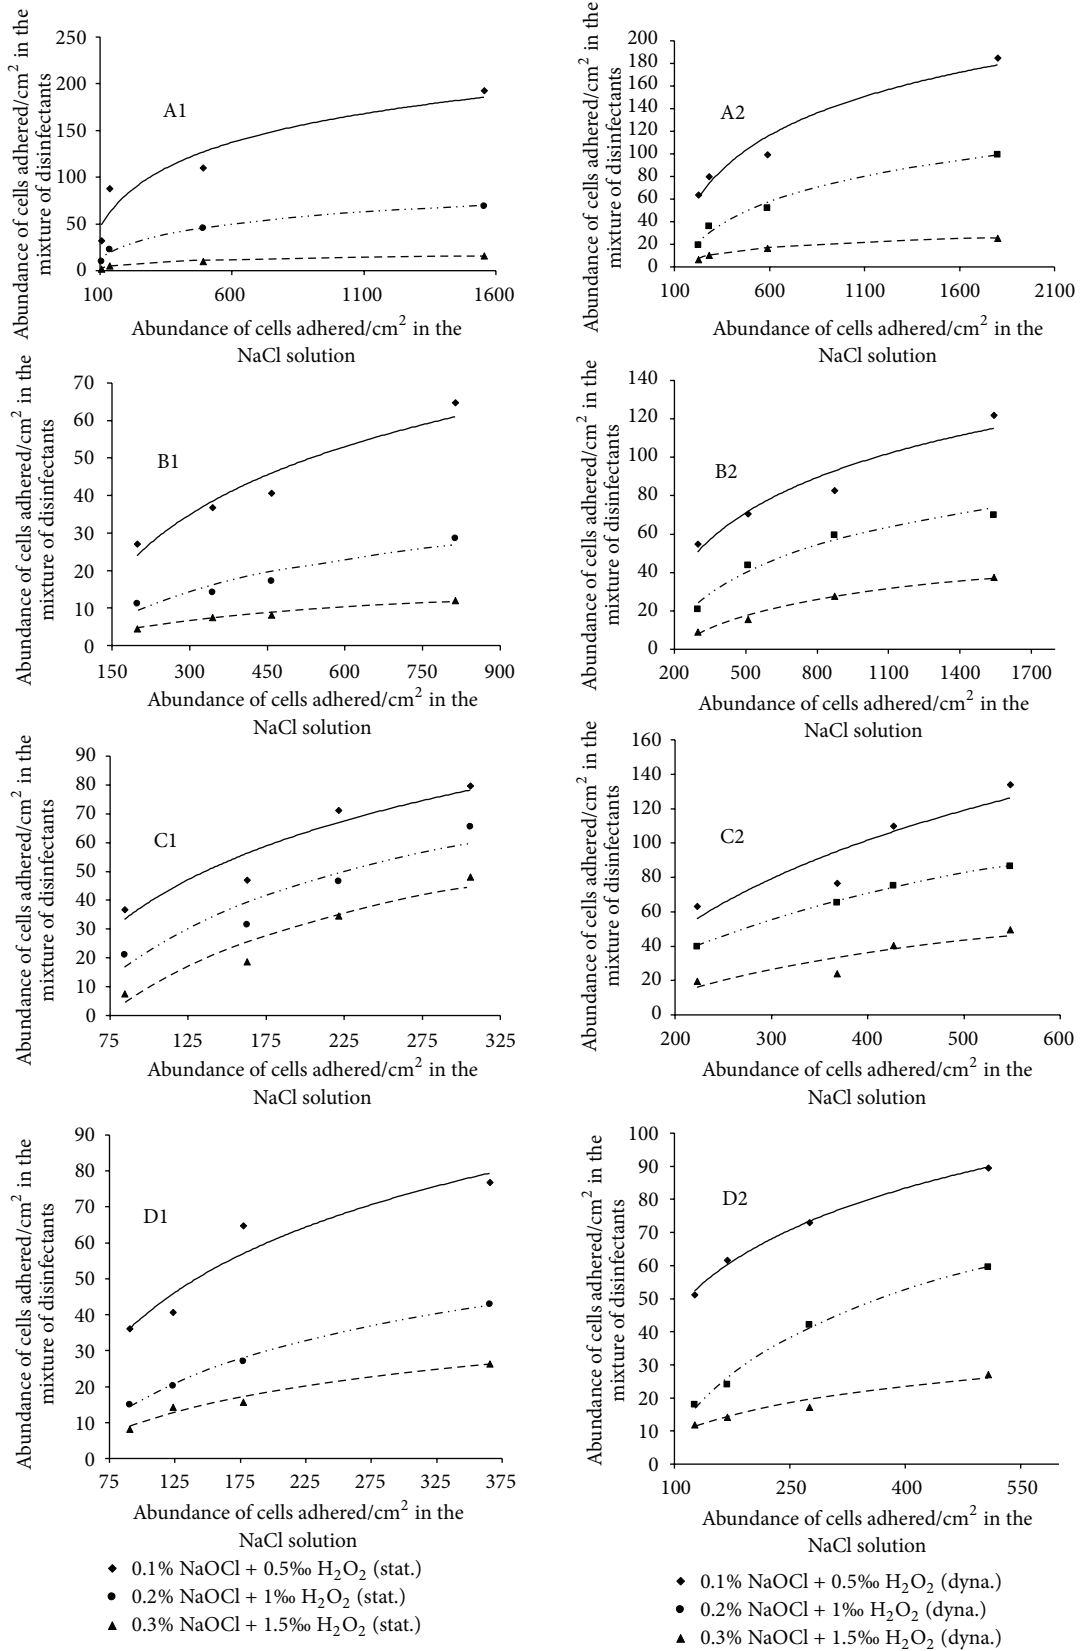 Abundance of cells adhered/cm2 in the
mixture of disinfectants
250
200
150
100
50
0
A1
100 600 1100 1600
Abundance of cells adhered/cm2 in the
NaCl solution
Abundance of cells adhered/cm2 in the
mixture of disinfectants
200
180
160
140
120
100
80
60
40
20
0
A2
100 600 1100 1600 2100
Abundance of cells adhered/cm2 in the
NaCl solution
Abundance of cells adhered/cm2 in the
mixture of disinfectants
70
60
50
40
30
20
10
0
B1
150 300 450 600 750 900
Abundance of cells adhered/cm2 in the
NaCl solution
Abundance of cells adhered/cm2 in the
mixture of disinfectants
140
120
100
80
60
40
20
0
B2
200 500 800 1100 1400 1700
Abundance of cells adhered/cm2 in the
NaCl solution
Abundance of cells adhered/cm2 in the
mixture of disinfectants
90
80
70
60
50
40
30
20
10
0
C1
75 125 175 225 275 325
Abundance of cells adhered/cm2 in the
NaCl solution
Abundance of cells adhered/cm2 in the
mixture of disinfectants
160
140
120
100
80
60
40
20
0
C2
200 300 400 500 600
Abundance of cells adhered/cm2 in the
NaCl solution
Abundance of cells adhered/cm2 in the
mixture of disinfectants
90
80
70
60
50
40
30
20
10
0
D1
75 125 175 225 275 325 375
Abundance of cells adhered/cm2 in the
NaCl solution
0.1% NaOCl + 0.5‰ H2O2 (stat.)
0.2% NaOCl + 1‰ H2O2 (stat.)
0.3% NaOCl + 1.5‰ H2O2 (stat.)
Abundance of cells adhered/cm2 in the
mixture of disinfectants
100
90
80
70
60
50
40
30
20
10
0
D2
100 250 400 550
Abundance of cells adhered/cm2 in the
NaCl solution
0.1% NaOCl + 0.5‰ H2O2 (dyna.)
0.2% NaOCl + 1‰ H2O2 (dyna.)
0.3% NaOCl + 1.5‰ H2O2 (dyna.)